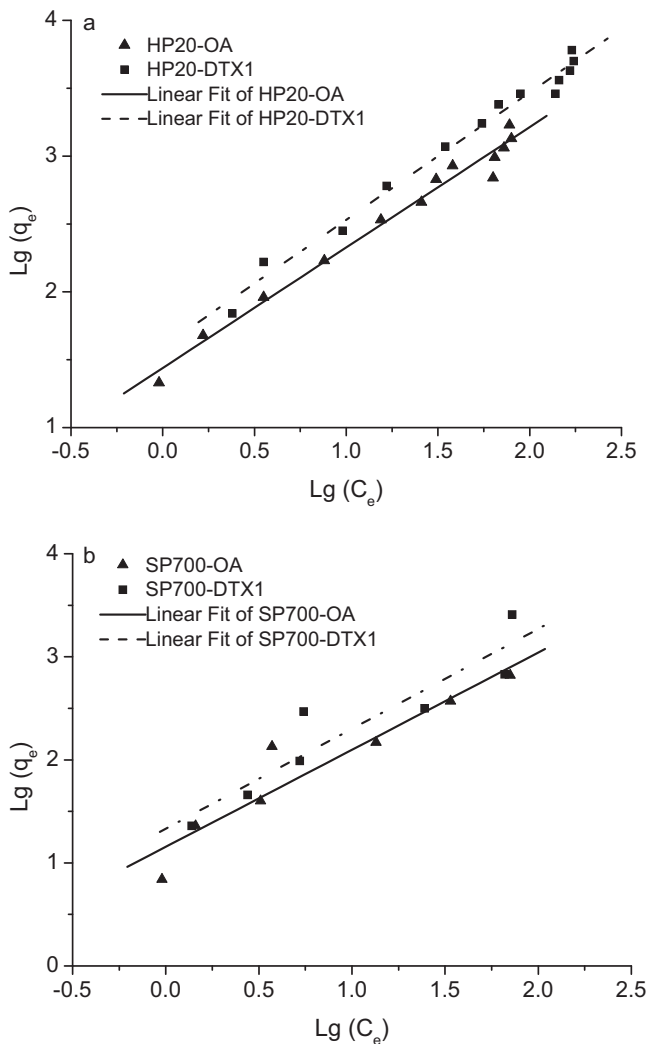 a
HP20-OA
HP20-DTX1
Linear Fit of HP20-OA
Linear Fit of HP20-DTX1
4
3
2
1
Lg (qₑ)
-0.5 0.0 0.5 1.0 1.5 2.0 2.5
Lg (Cₑ)
b
SP700-OA
SP700-DTX1
Linear Fit of SP700-OA
Linear Fit of SP700-DTX1
4
3
2
1
0
Lg (qₑ)
-0.5 0.0 0.5 1.0 1.5 2.0 2.5
Lg (Cₑ)